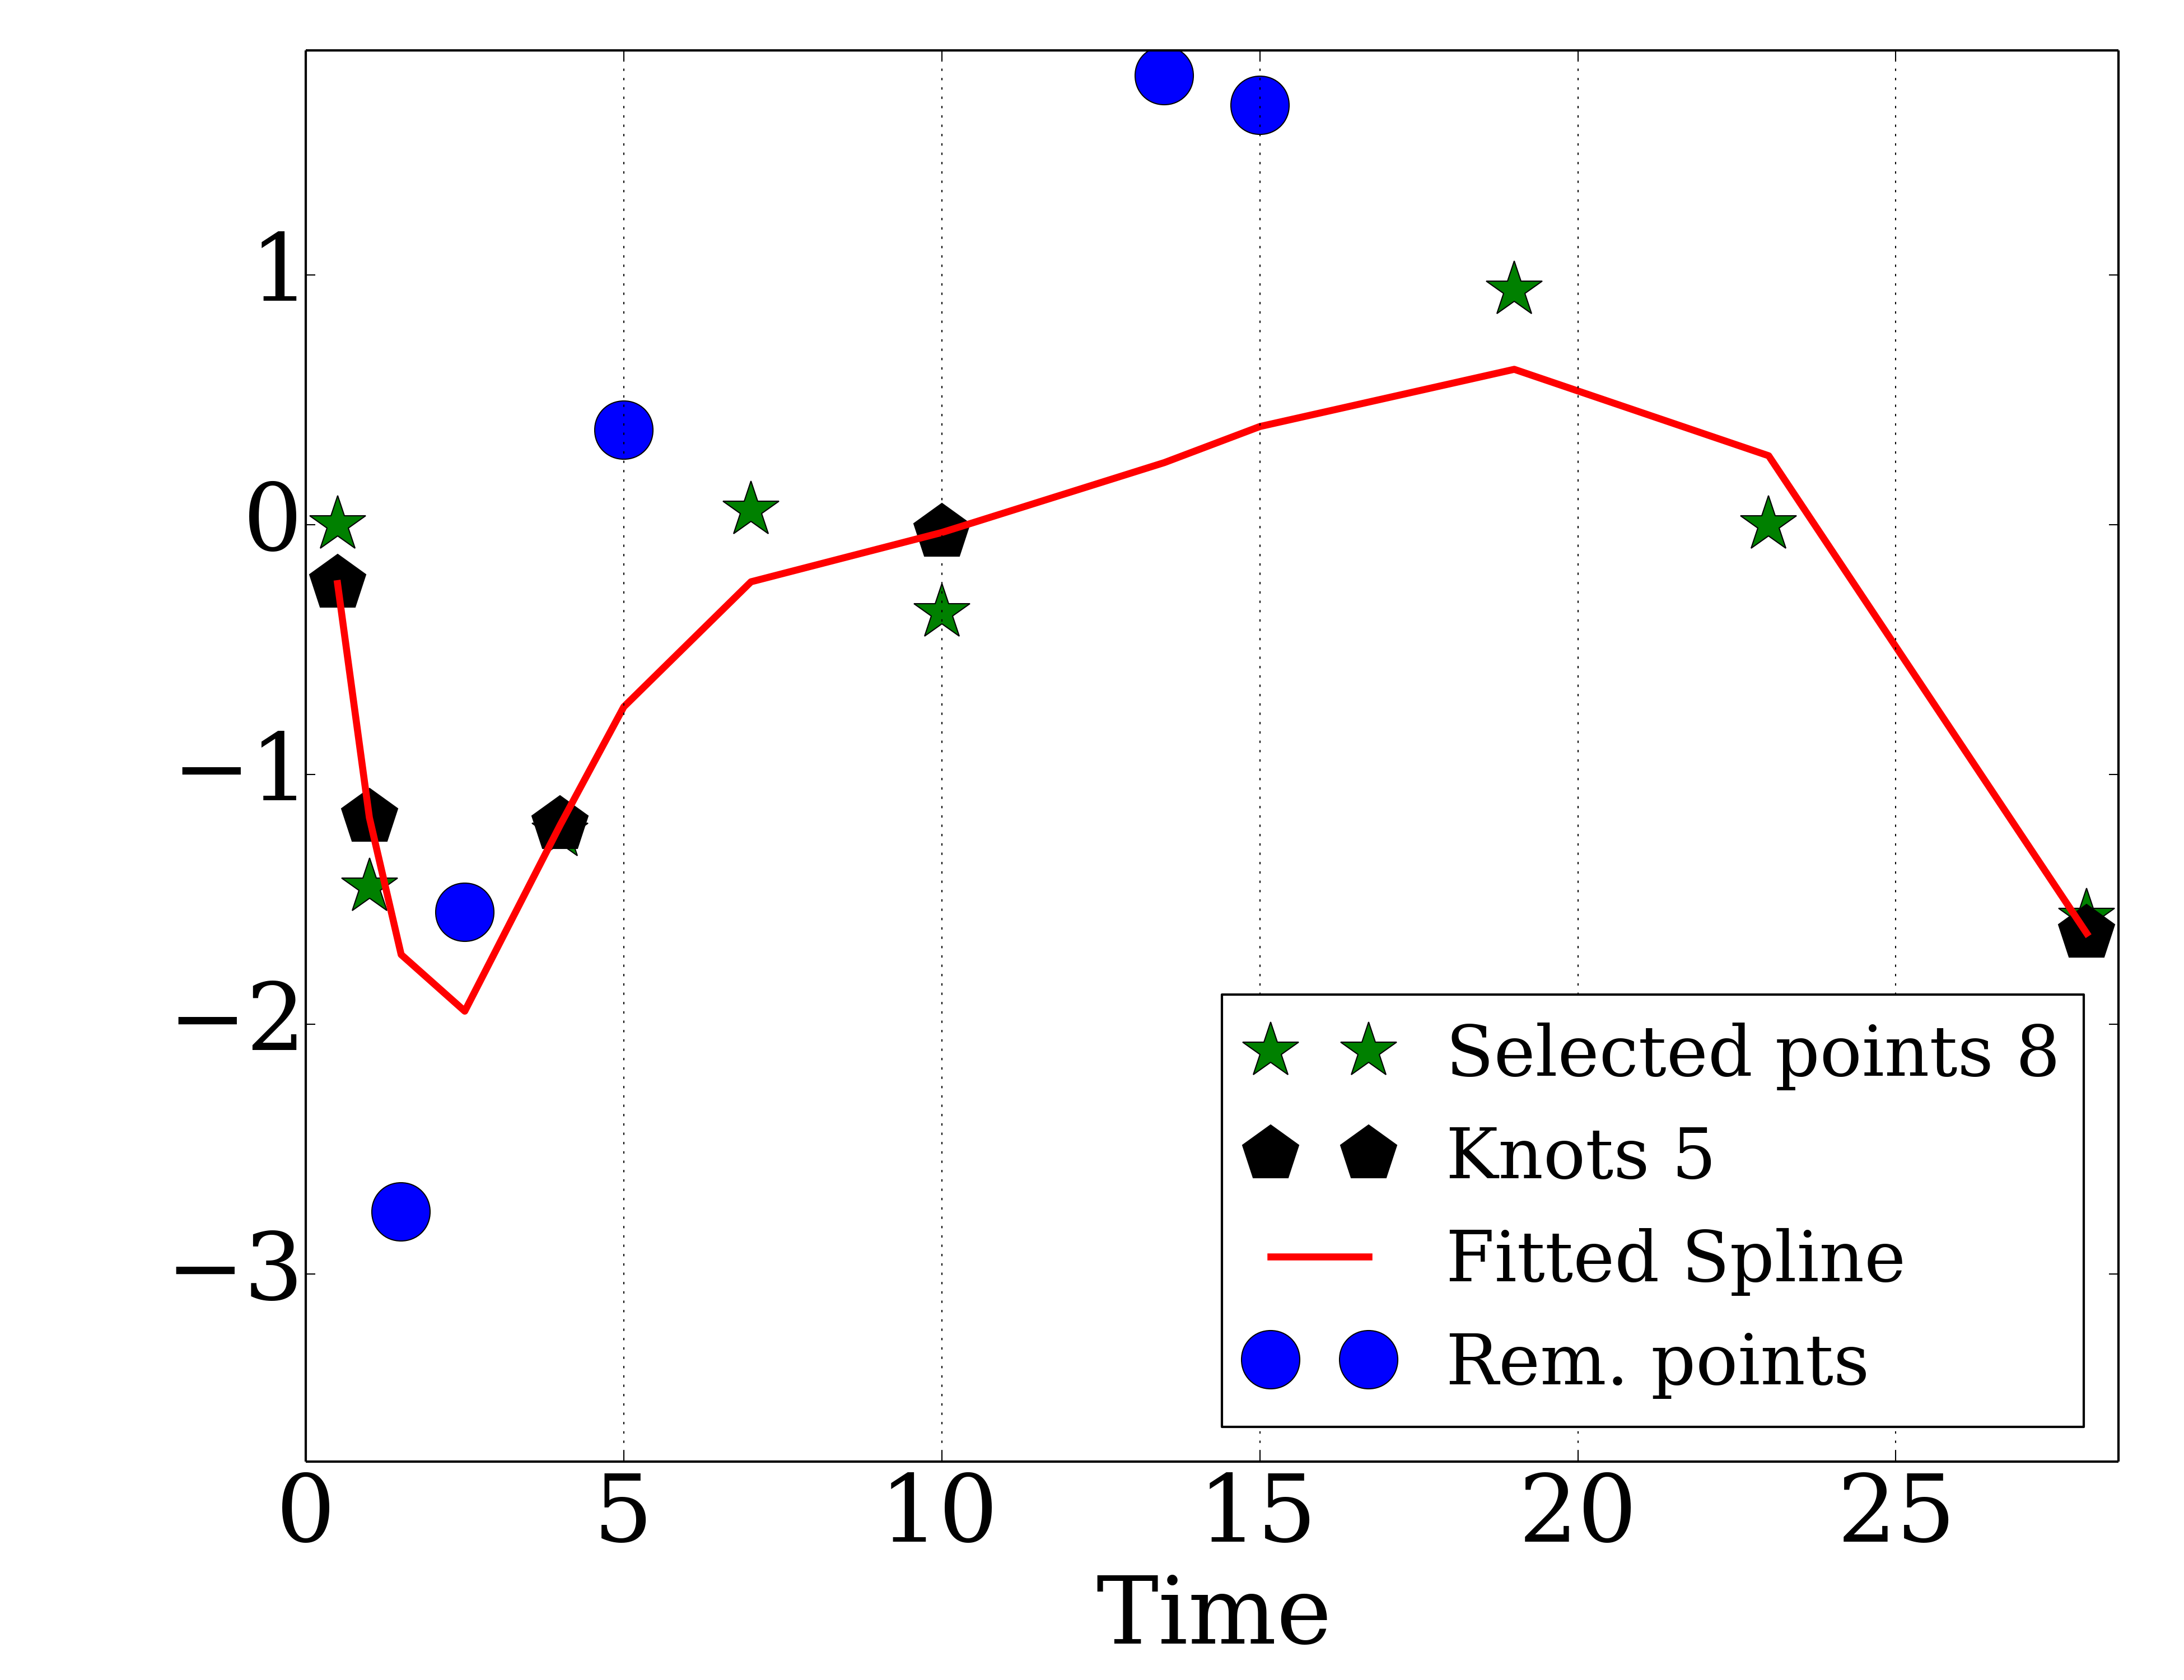 1
0
−1
−2
−3
Selected points 8
Knots 5
Fitted Spline
Rem. points
0 5 10 15 20 25
Time